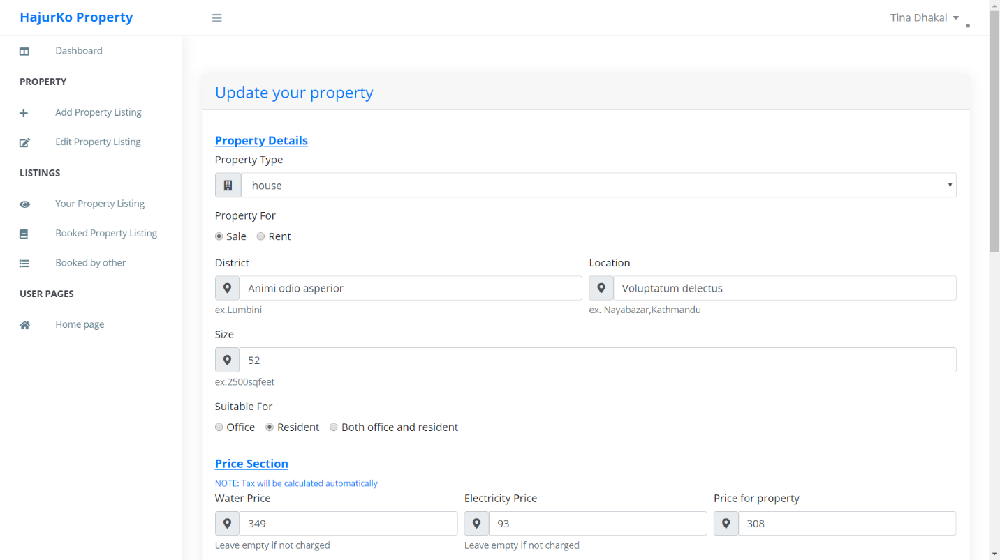 HajurKo Property
Tina Dhakal
Dashboard
PROPERTY
Add Property Listing
Edit Property Listing
LISTINGS
Your Property Listing
Booked Property Listing
Booked by other
USER PAGES
Home page
Update your property
Property Details
Property Type
house
Property For
Sale Rent
District Location
Animi odio asperior Voluptatum delectus
ex.Lumbini ex. Nayabazar,Kathmandu
Size
52
ex.2500sqfeet
Suitable For
Office Resident Both office and resident
Price Section
NOTE: Tax will be calculated automatically
Water Price Electricity Price Price for property
349 93 308
Leave empty if not charged Leave empty if not charged